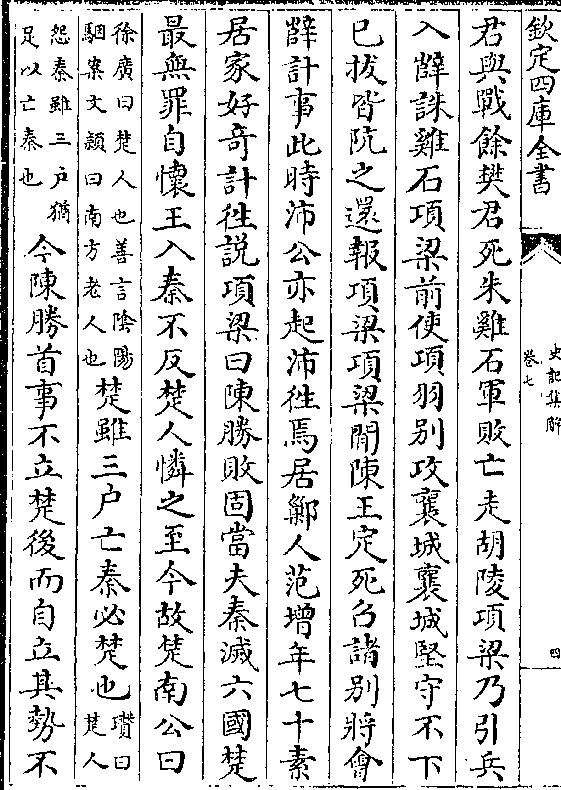 欽定四庫全書
史記集解
卷七
四
君與戰餘樊君死朱雞石軍敗亡走胡陵項梁乃引兵
入薛誅雞石項梁前使項羽別攻襄城襄城堅守不下
已拔皆阬之還報項梁項梁聞陳王定死召諸別將會
薛計事此時沛公亦起沛徃焉居鄛人范增年七十素
居家好奇計徃説項梁曰陳勝敗固當夫秦滅六國楚
最無罪自懷王入秦不反楚人憐之至今故楚南公曰
徐廣曰楚人也善言陰陽
駰案文穎曰南方老人也
楚雖三户亡秦必楚也
瓚曰
楚人
怨秦雖三户猶
足以亡秦也
今陳勝首事不立楚後而自立其勢不